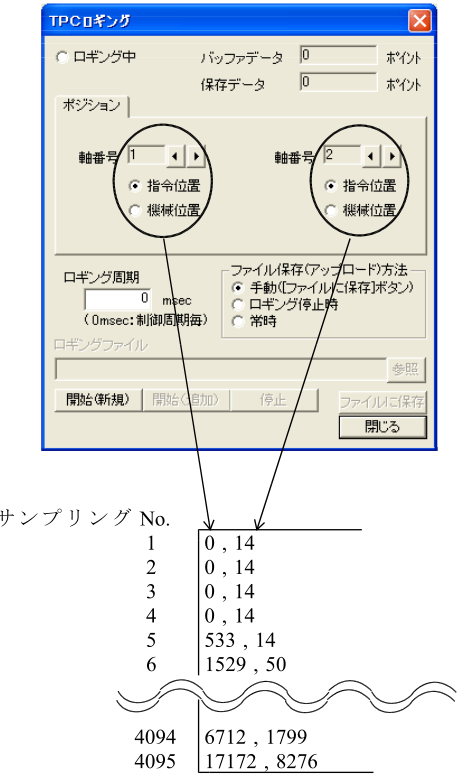 TPCロギング
ロギング中
バッファデータ 0 ポイント
保存データ 0 ポイント
ポジション
軸番号 1
指令位置
機械位置
軸番号 2
指令位置
機械位置
ロギング周期
0 msec
(0msec:制御周期毎)
ファイル保存(アップロード)方法
手動([ファイルに保存]ボタン)
ロギング停止時
常時
ロギングファイル
参照
開始(新規) 開始(追加) 停止 ファイルに保存
閉じる
サンプリング No.
1 0 , 14
2 0 , 14
3 0 , 14
4 0 , 14
5 533 , 14
6 1529 , 50
4094 6712 , 1799
4095 17172 , 8276